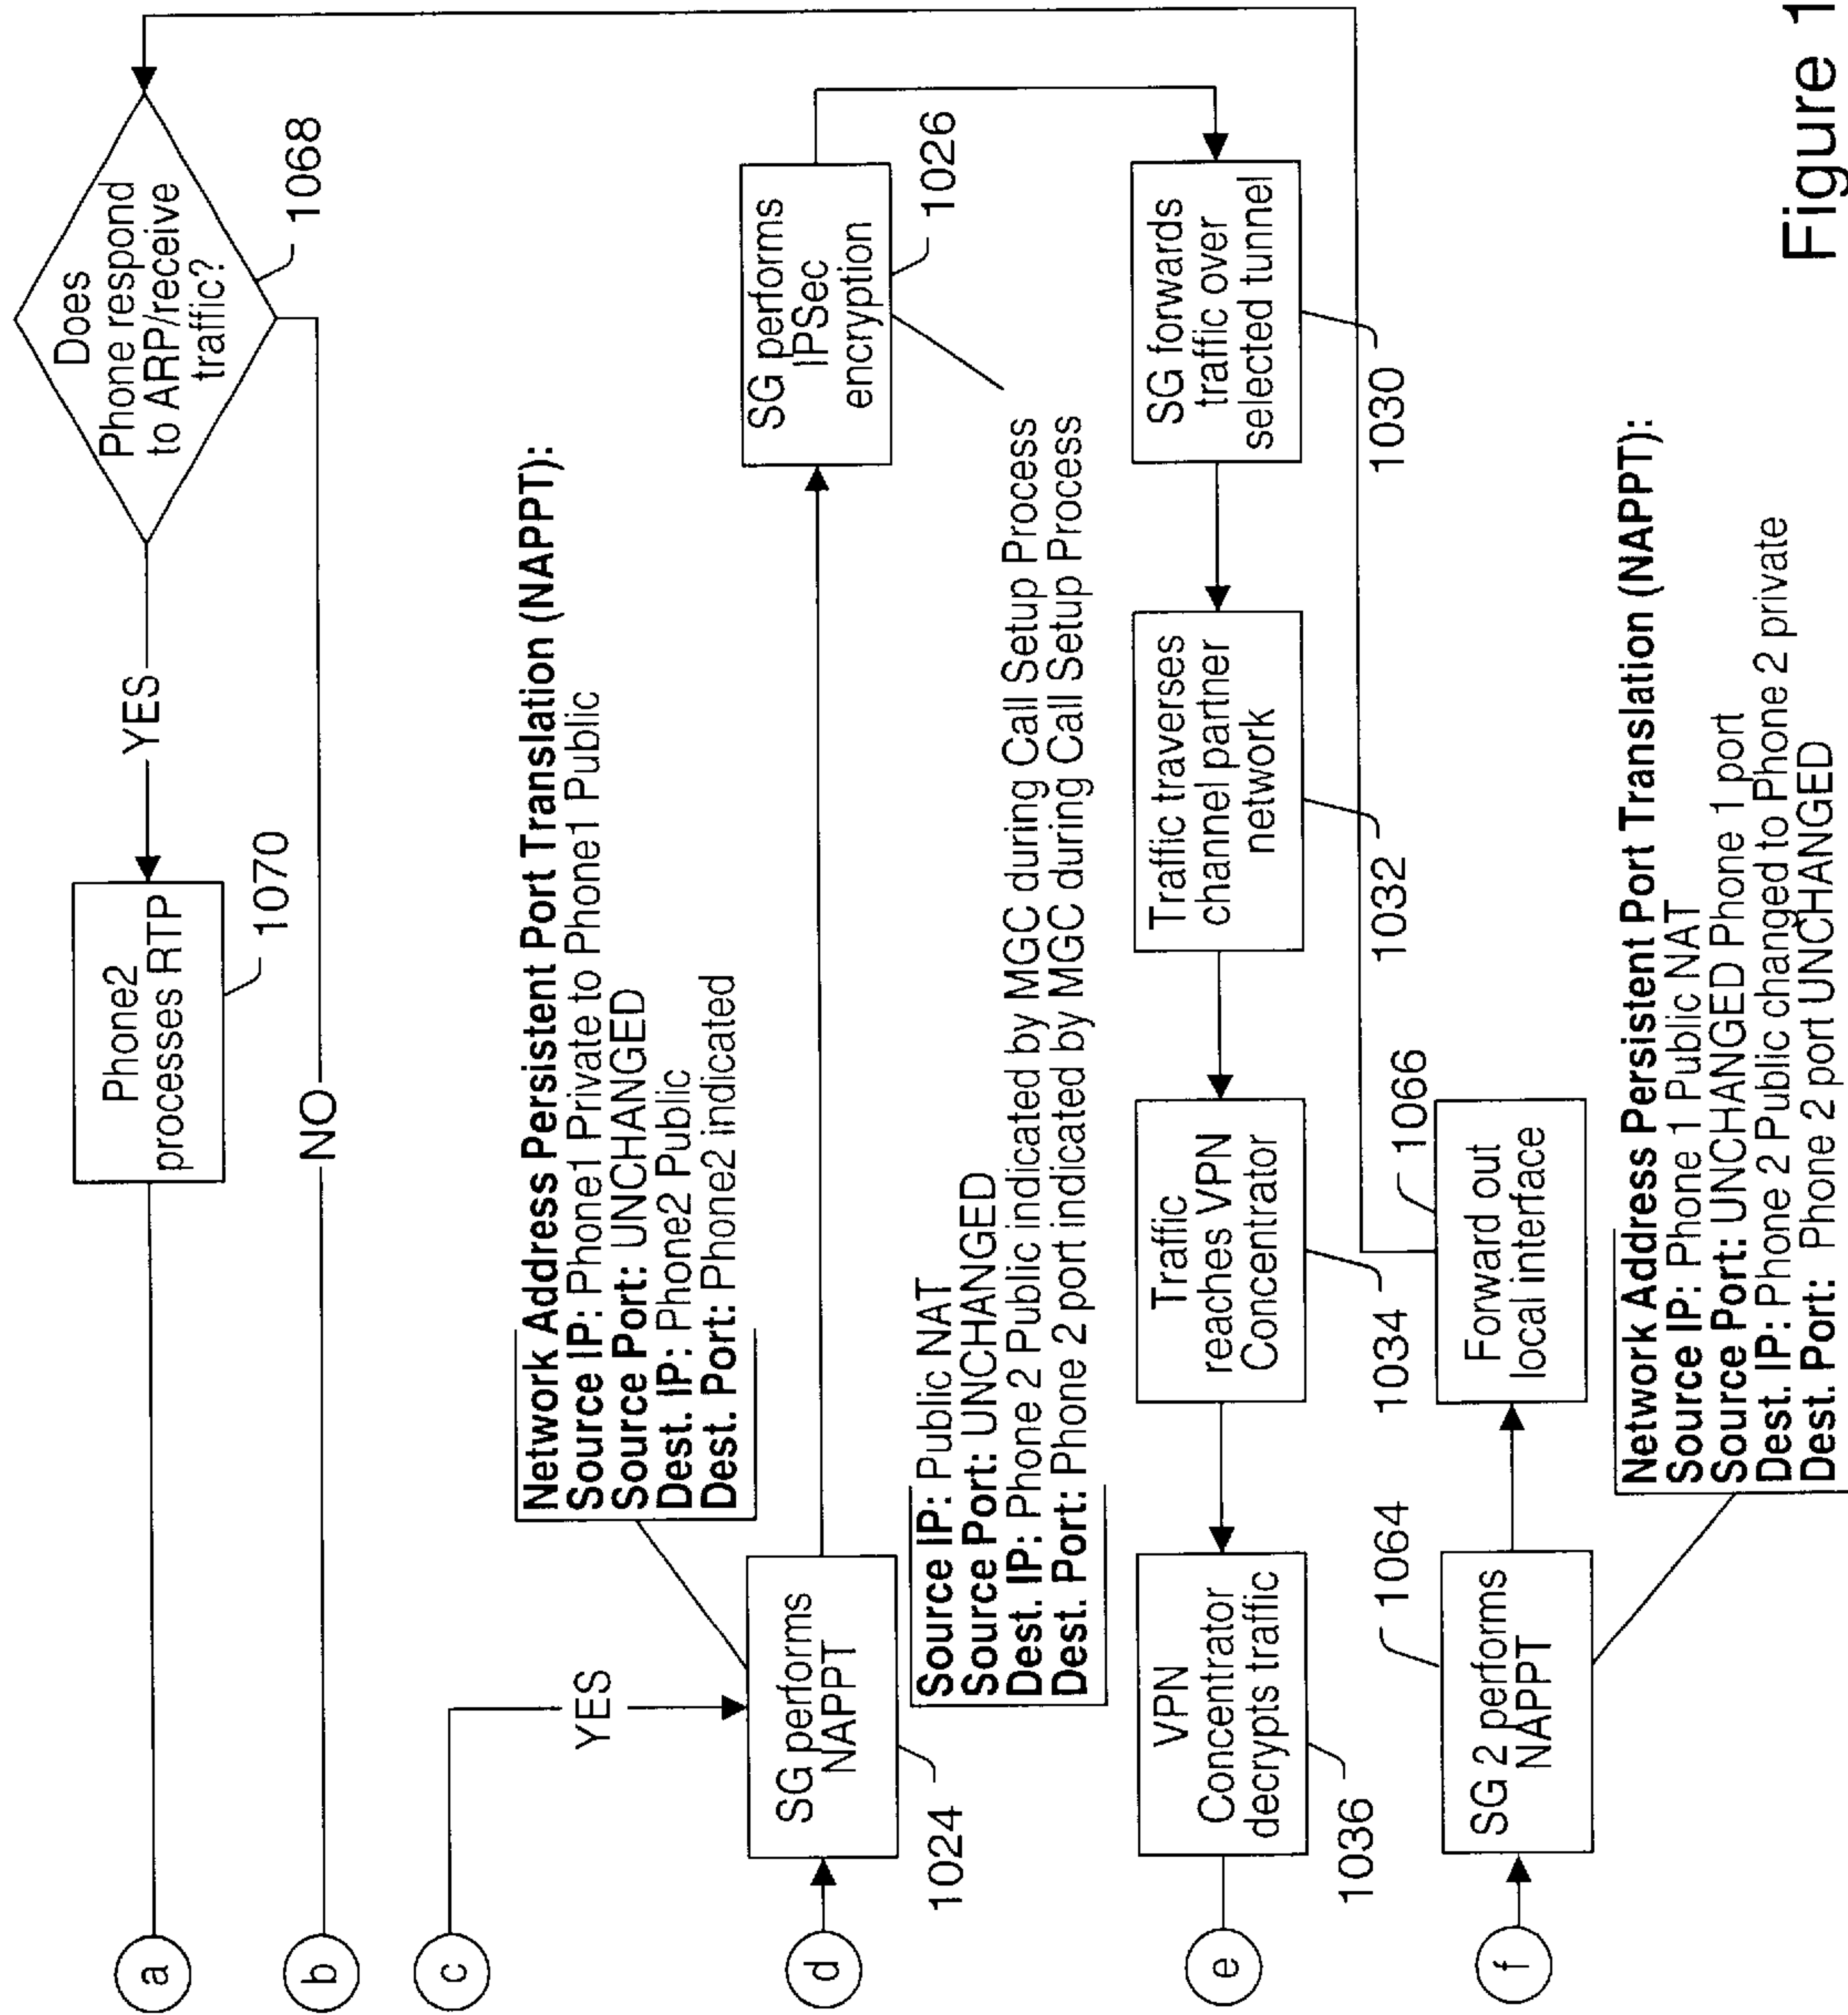 a
Phone2
processes RTP
1070
YES
Does
Phone respond
to ARP/receive
traffic?
1068
b
NO
c
YES
Network Address Persistent Port Translation (NAPPT):
Source IP: Phone1 Private to Phone1 Public
Source Port: UNCHANGED
Dest. IP: Phone2 Public
Dest. Port: Phone2 indicated
d
SG performs
NAPPT
1024
SG performs
IPSec
encryption
1026
Source IP: Public NAT
Source Port: UNCHANGED
Dest. IP: Phone 2 Public indicated by MGC during Call Setup Process
Dest. Port: Phone 2 port indicated by MGC during Call Setup Process
e
VPN
Concentrator
decrypts traffic
1036
Traffic
reaches VPN
Concentrator
1034
Traffic traverses
channel partner
network
1032
SG forwards
traffic over
selected tunnel
1030
f
SG 2 performs
NAPPT
1064
Forward out
local interface
1066
Network Address Persistent Port Translation (NAPPT):
Source IP: Phone 1 Public NAT
Source Port: UNCHANGED Phone 1 port
Dest. IP: Phone 2 Public changed to Phone 2 private
Dest. Port: Phone 2 port UNCHANGED
Figure 1